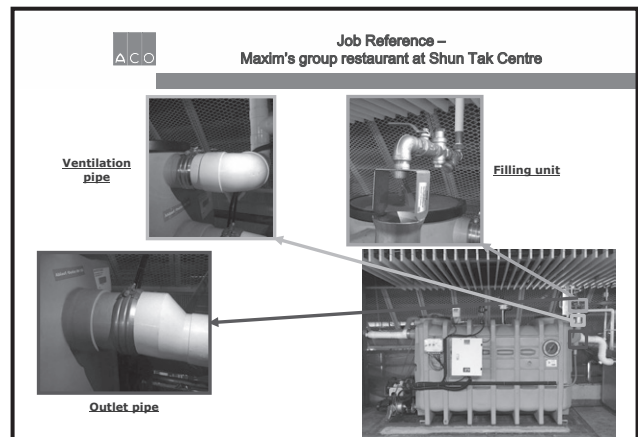 ACO
Job Reference –
Maxim's group restaurant at Shun Tak Centre
Ventilation
pipe
Filling unit
Outlet pipe